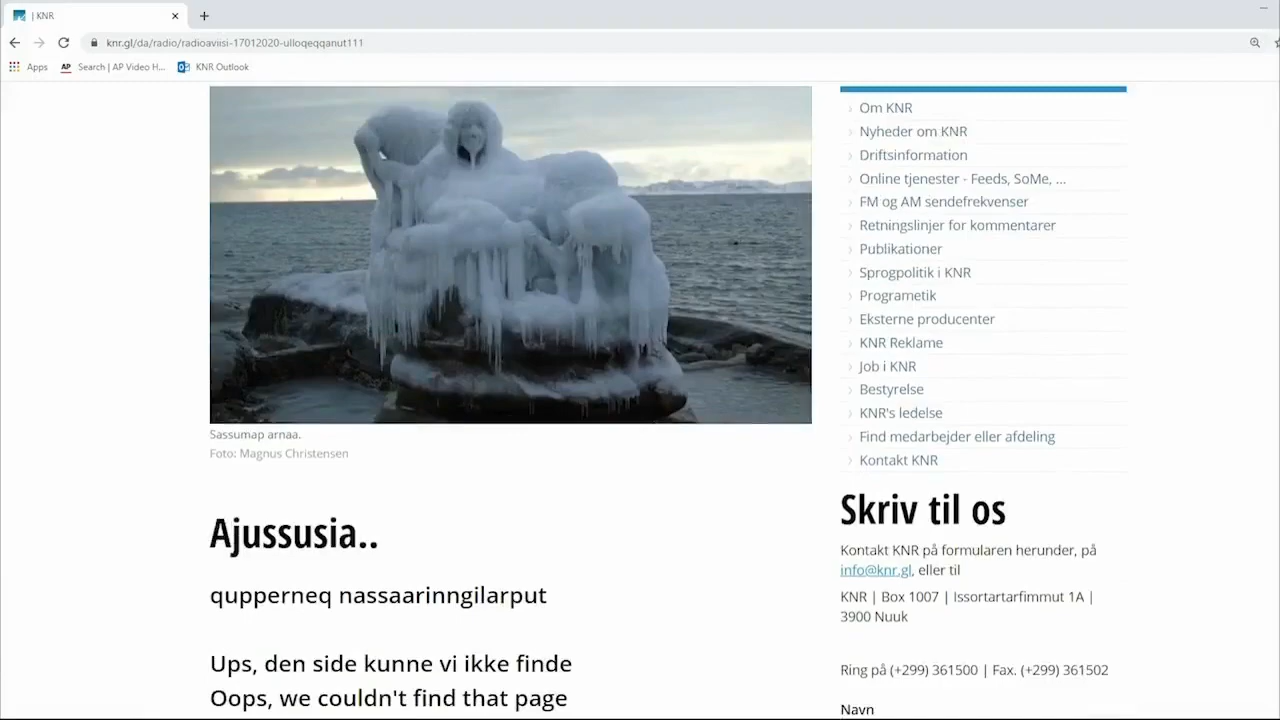 | KNR
knr.gl/da/radio/radioaviisi-17012020-ulloqeqqanut111
Apps
Search | AP Video H...
KNR Outlook
Sassumap arnaa.
Foto: Magnus Christensen
Ajussusia..
qupperneq nassaarinngilarput
Ups, den side kunne vi ikke finde
Oops, we couldn't find that page
Om KNR
Nyheder om KNR
Driftsinformation
Online tjenester - Feeds, SoMe, ...
FM og AM sendefrekvenser
Retningslinjer for kommentarer
Publikationer
Sprogpolitik i KNR
Programetik
Eksterne producenter
KNR Reklame
Job i KNR
Bestyrelse
KNR's ledelse
Find medarbejder eller afdeling
Kontakt KNR
Skriv til os
Kontakt KNR på formularen herunder, på
info@knr.gl, eller til
KNR | Box 1007 | Issortartarfimmut 1A |
3900 Nuuk
Ring på (+299) 361500 | Fax. (+299) 361502
Navn